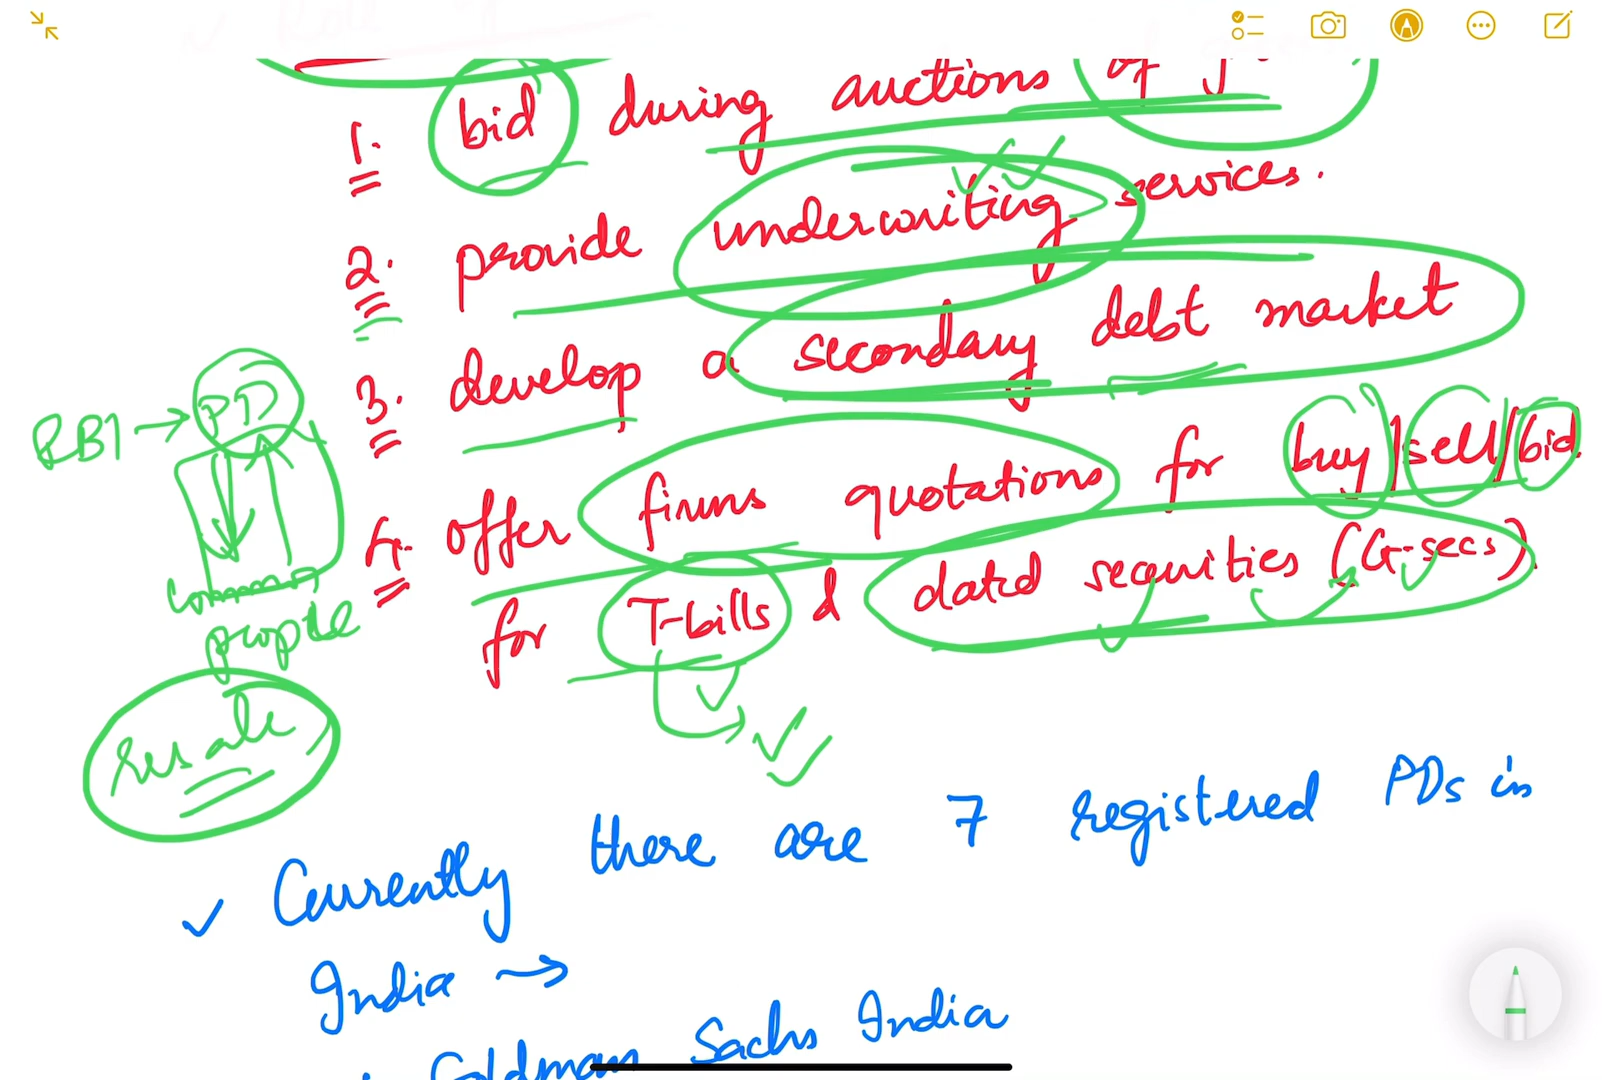 1. bid during auctions of
2. provide underwriting services.
3. develop a secondary debt market
4. offer firms quotations for buy/sell/bid
for T-bills & dated securities (G-secs)
RBI → PD
common
people
resale
✓ Currently there are 7 registered PDs in
India →
Goldman Sachs India